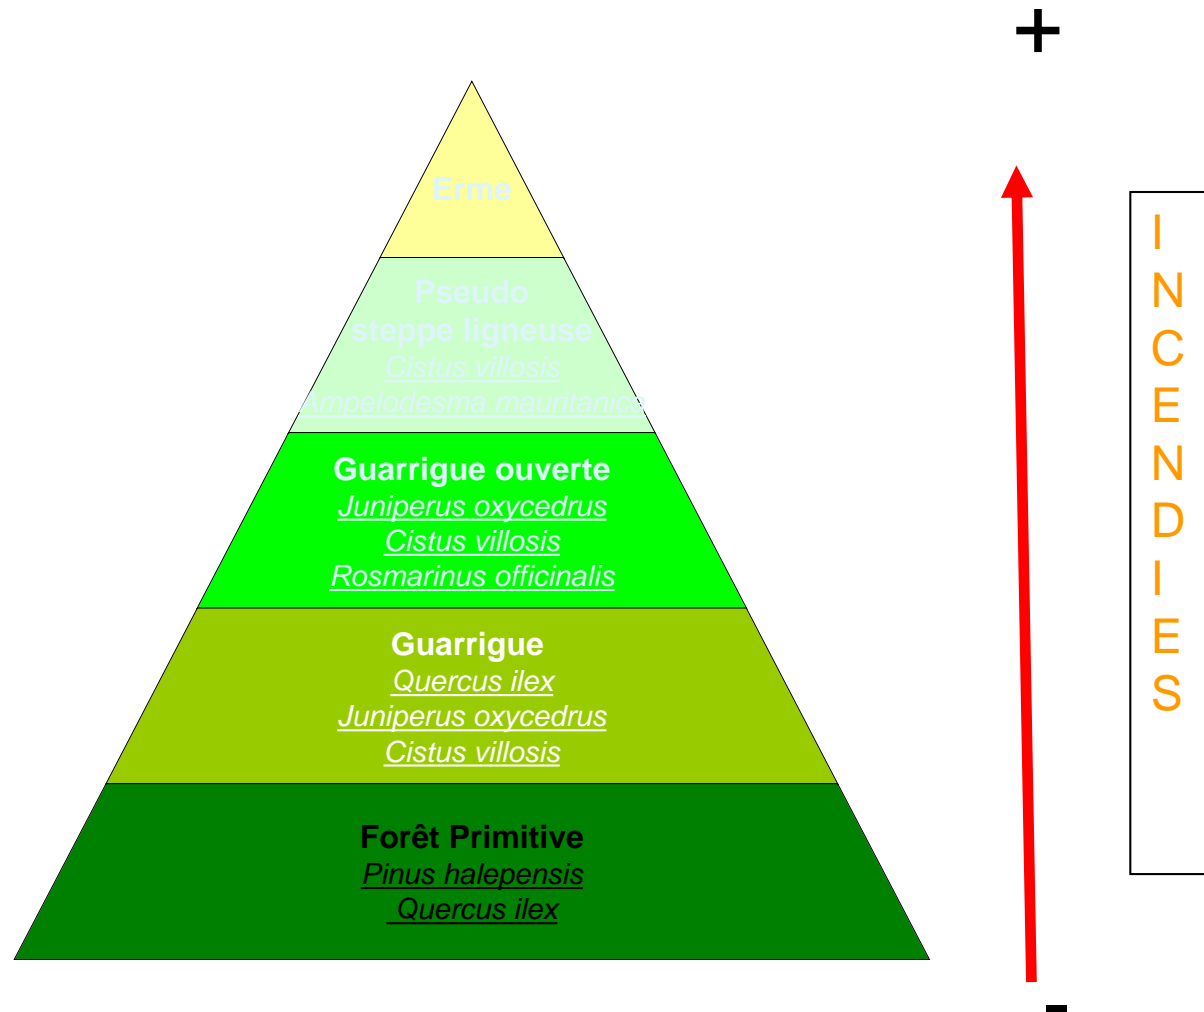 +
Erme
Pseudo
steppe ligneuse
Cistus villosis
Ampelodesma mauritanica
Guarrigue ouverte
Juniperus oxycedrus
Cistus villosis
Rosmarinus officinalis
Guarrigue
Quercus ilex
Juniperus oxycedrus
Cistus villosis
Forêt Primitive
Pinus halepensis
Quercus ilex
-
I
N
C
E
N
D
I
E
S